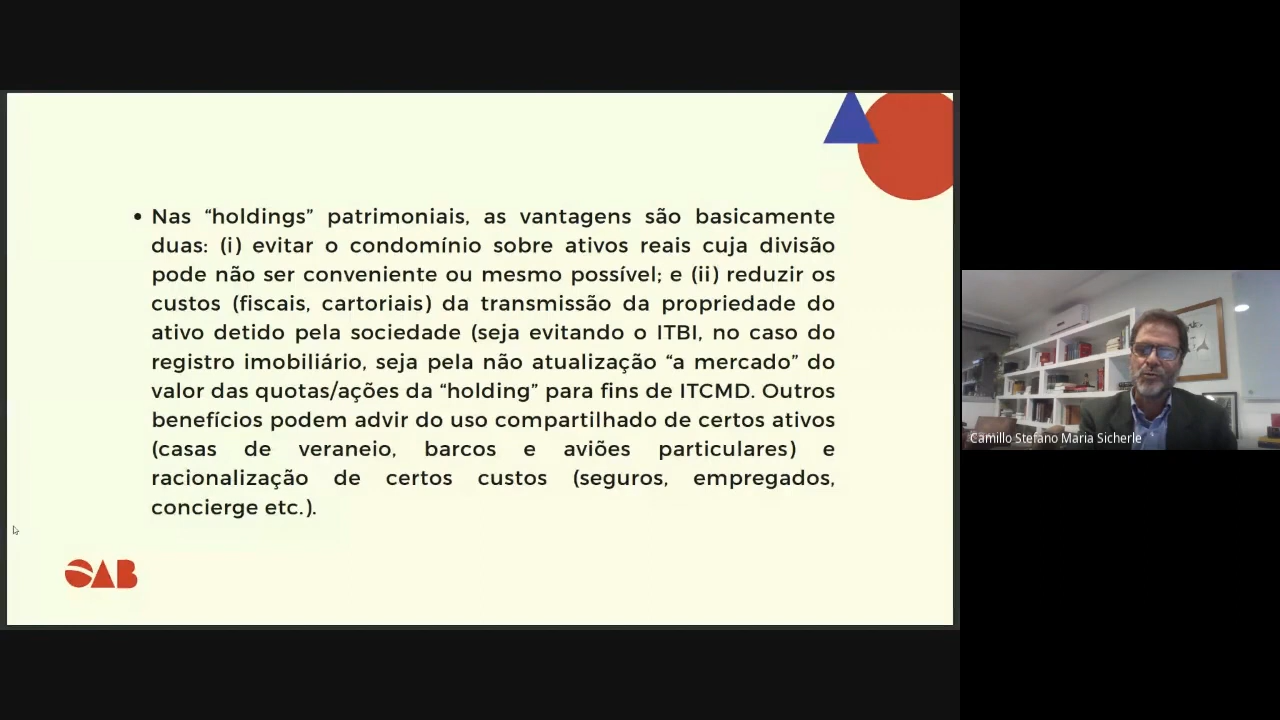 Nas “holdings” patrimoniais, as vantagens são basicamente
duas: (i) evitar o condomínio sobre ativos reais cuja divisão
pode não ser conveniente ou mesmo possível; e (ii) reduzir os
custos (fiscais, cartoriais) da transmissão da propriedade do
ativo detido pela sociedade (seja evitando o ITBI, no caso do
registro imobiliário, seja pela não atualização “a mercado” do
valor das quotas/ações da “holding” para fins de ITCMD. Outros
benefícios podem advir do uso compartilhado de certos ativos
(casas de veraneio, barcos e aviões particulares) e
racionalização de certos custos (seguros, empregados,
concierge etc.).
OAB
Camillo Stefano Maria Sicherle